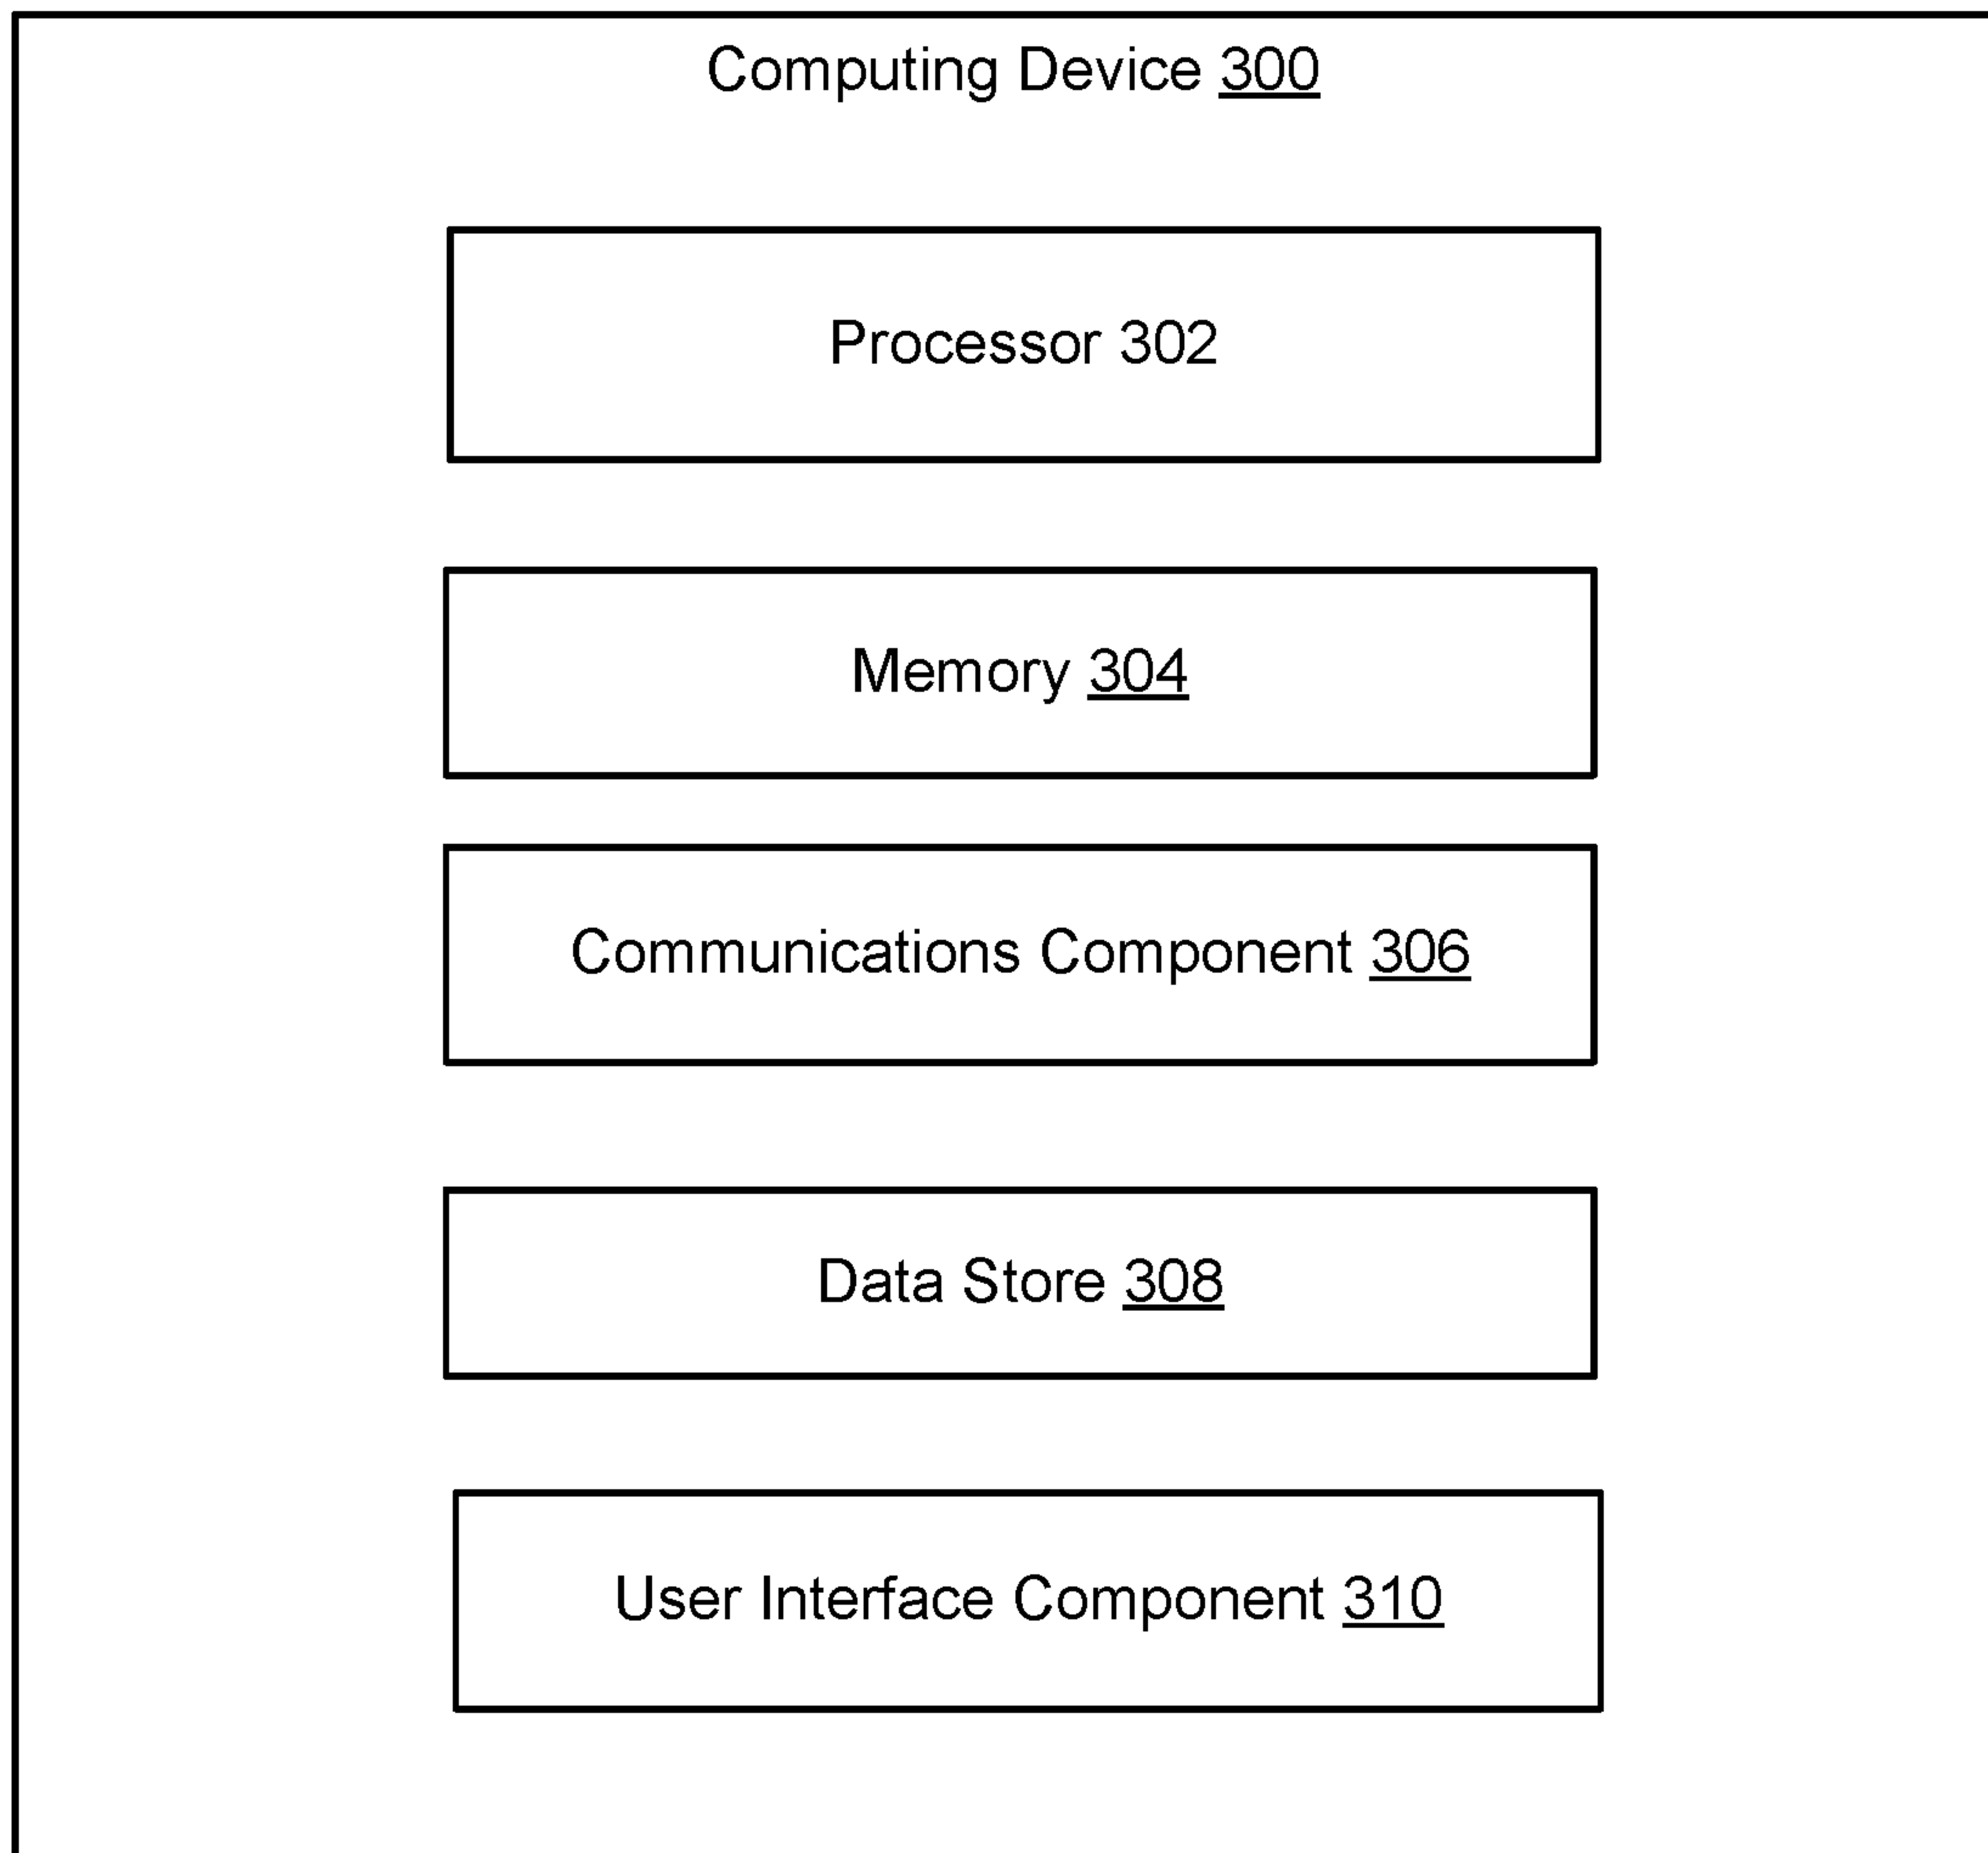 Computing Device 300
Processor 302
Memory 304
Communications Component 306
Data Store 308
User Interface Component 310